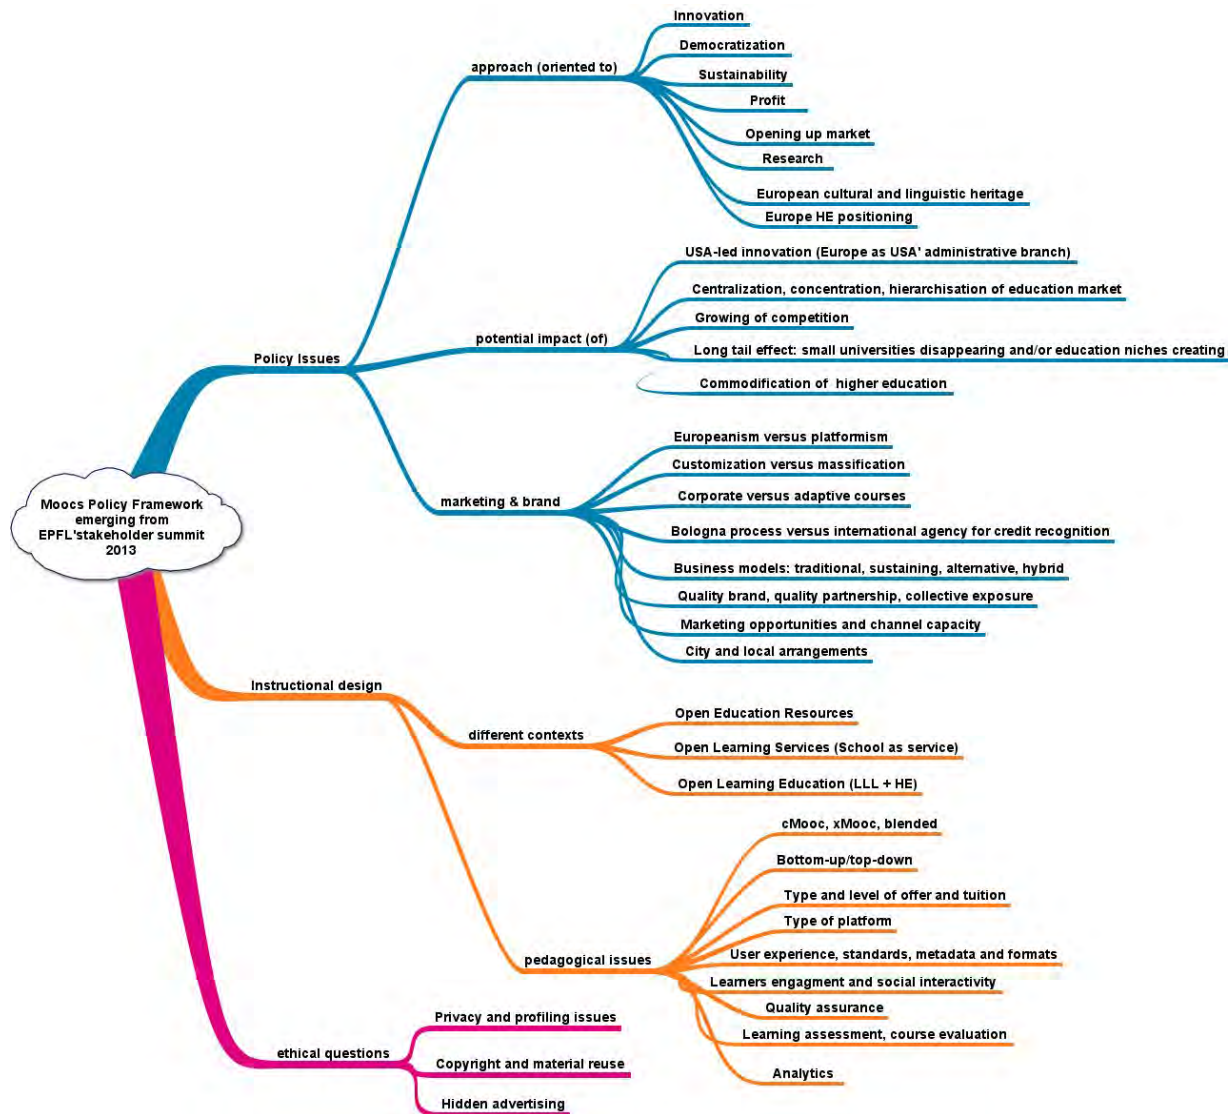 Innovation
Democratization
approach (oriented to)
Sustainability
Profit
Opening up market
Research
European cultural and linguistic heritage
Europe HE positioning
USA-led innovation (Europe as USA' administrative branch)
Centralization, concentration, hierarchisation of education market
Growing of competition
potential impact (of)
Long tail effect: small universities disappearing and/or education niches creating
Policy Issues
Commodification of higher education
Europeanism versus platformism
Customization versus massification
marketing & brand
Corporate versus adaptive courses
Bologna process versus international agency for credit recognition
Business models: traditional, sustaining, alternative, hybrid
Quality brand, quality partnership, collective exposure
Marketing opportunities and channel capacity
City and local arrangements
Moocs Policy Framework
emerging from
EPFL'stakeholder summit
2013
Instructional design
different contexts
Open Education Resources
Open Learning Services (School as service)
Open Learning Education (LLL + HE)
cMooc, xMooc, blended
Bottom-up/top-down
Type and level of offer and tuition
Type of platform
pedagogical issues
User experience, standards, metadata and formats
Learners engagment and social interactivity
Quality assurance
Learning assessment, course evaluation
Analytics
ethical questions
Privacy and profiling issues
Copyright and material reuse
Hidden advertising